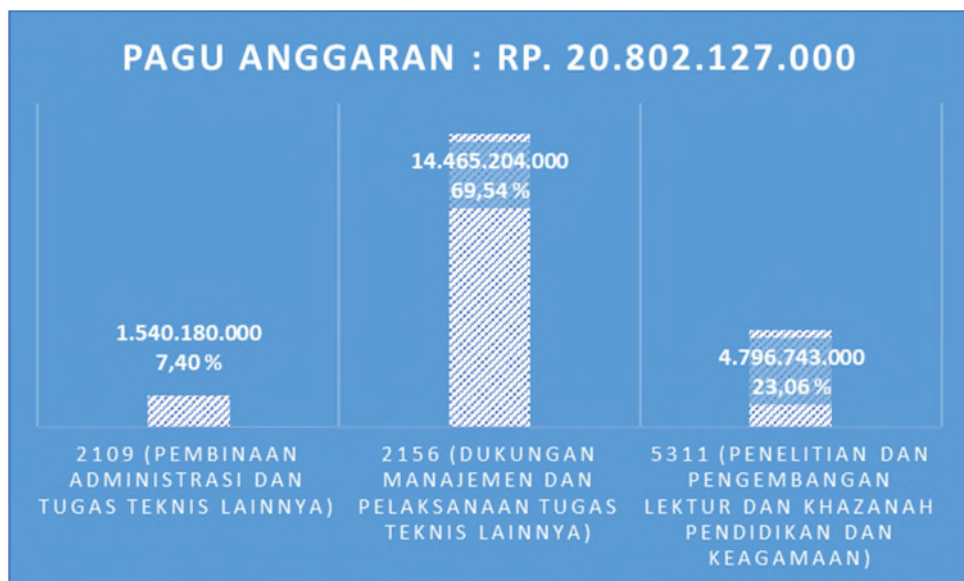 PAGU ANGGARAN : RP. 20.802.127.000
1.540.180.000
7,40 %
14.465.204.000
69,54 %
4.796.743.000
23,06 %
2109 (PEMBINAAN
ADMINISTRASI DAN
TUGAS TEKNIS LAINNYA)
2156 (DUKUNGAN
MANAJEMEN DAN
PELAKSANAAN TUGAS
TEKNIS LAINNYA)
5311 (PENELITIAN DAN
PENGEMBANGAN
LEKTUR DAN KHAZANAH
PENDIDIKAN DAN
KEAGAMAAN)